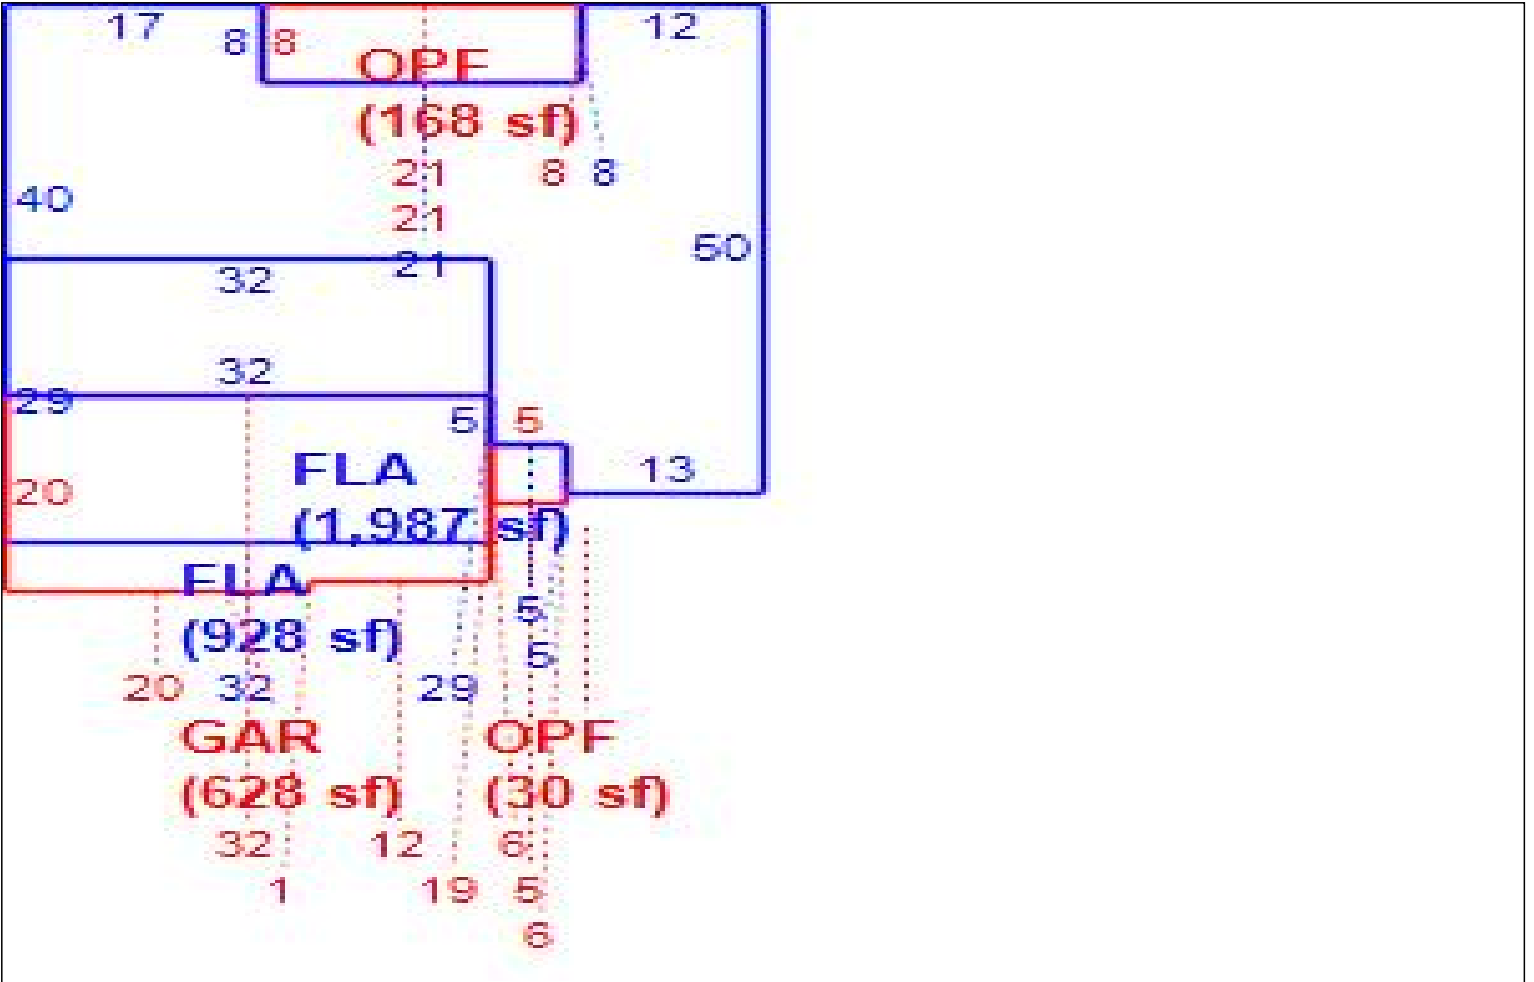 17 8 8 12
OPF
(168 sf)
21 8 8
40
21
50
21
32
32
29
5 5
FLA
13
20
(1,987 sf)
FLA
5
(928 sf)
5
20 32 29
GAR OPF
(628 sf) (30 sf)
32 12 6
1 19 5
6